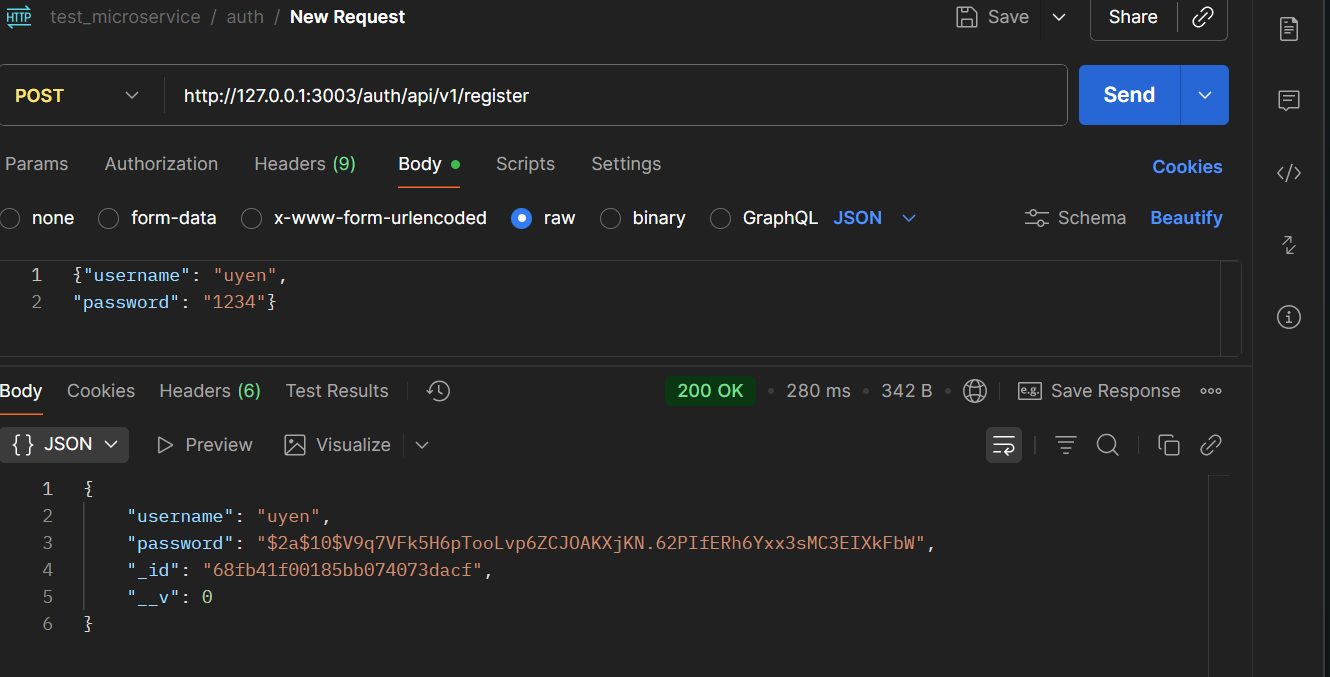 HTTP test_microservice / auth / New Request Save Share
POST http://127.0.0.1:3003/auth/api/v1/register Send
Params Authorization Headers (9) Body Scripts Settings Cookies
none form-data x-www-form-urlencoded raw binary GraphQL JSON Schema Beautify
1 {"username": "uyen",
2 "password": "1234"}
Body Cookies Headers (6) Test Results 200 OK • 280 ms • 342 B • e.g. Save Response
{} JSON Preview Visualize
1 {
2 "username": "uyen",
3 "password": "$2a$10$V9q7VFk5H6pTooLvp6ZCJOAKXjKN.62PIfERh6Yxx3sMC3EIXkFbW",
4 "_id": "68fb41f00185bb074073dacf",
5 "__v": 0
6 }